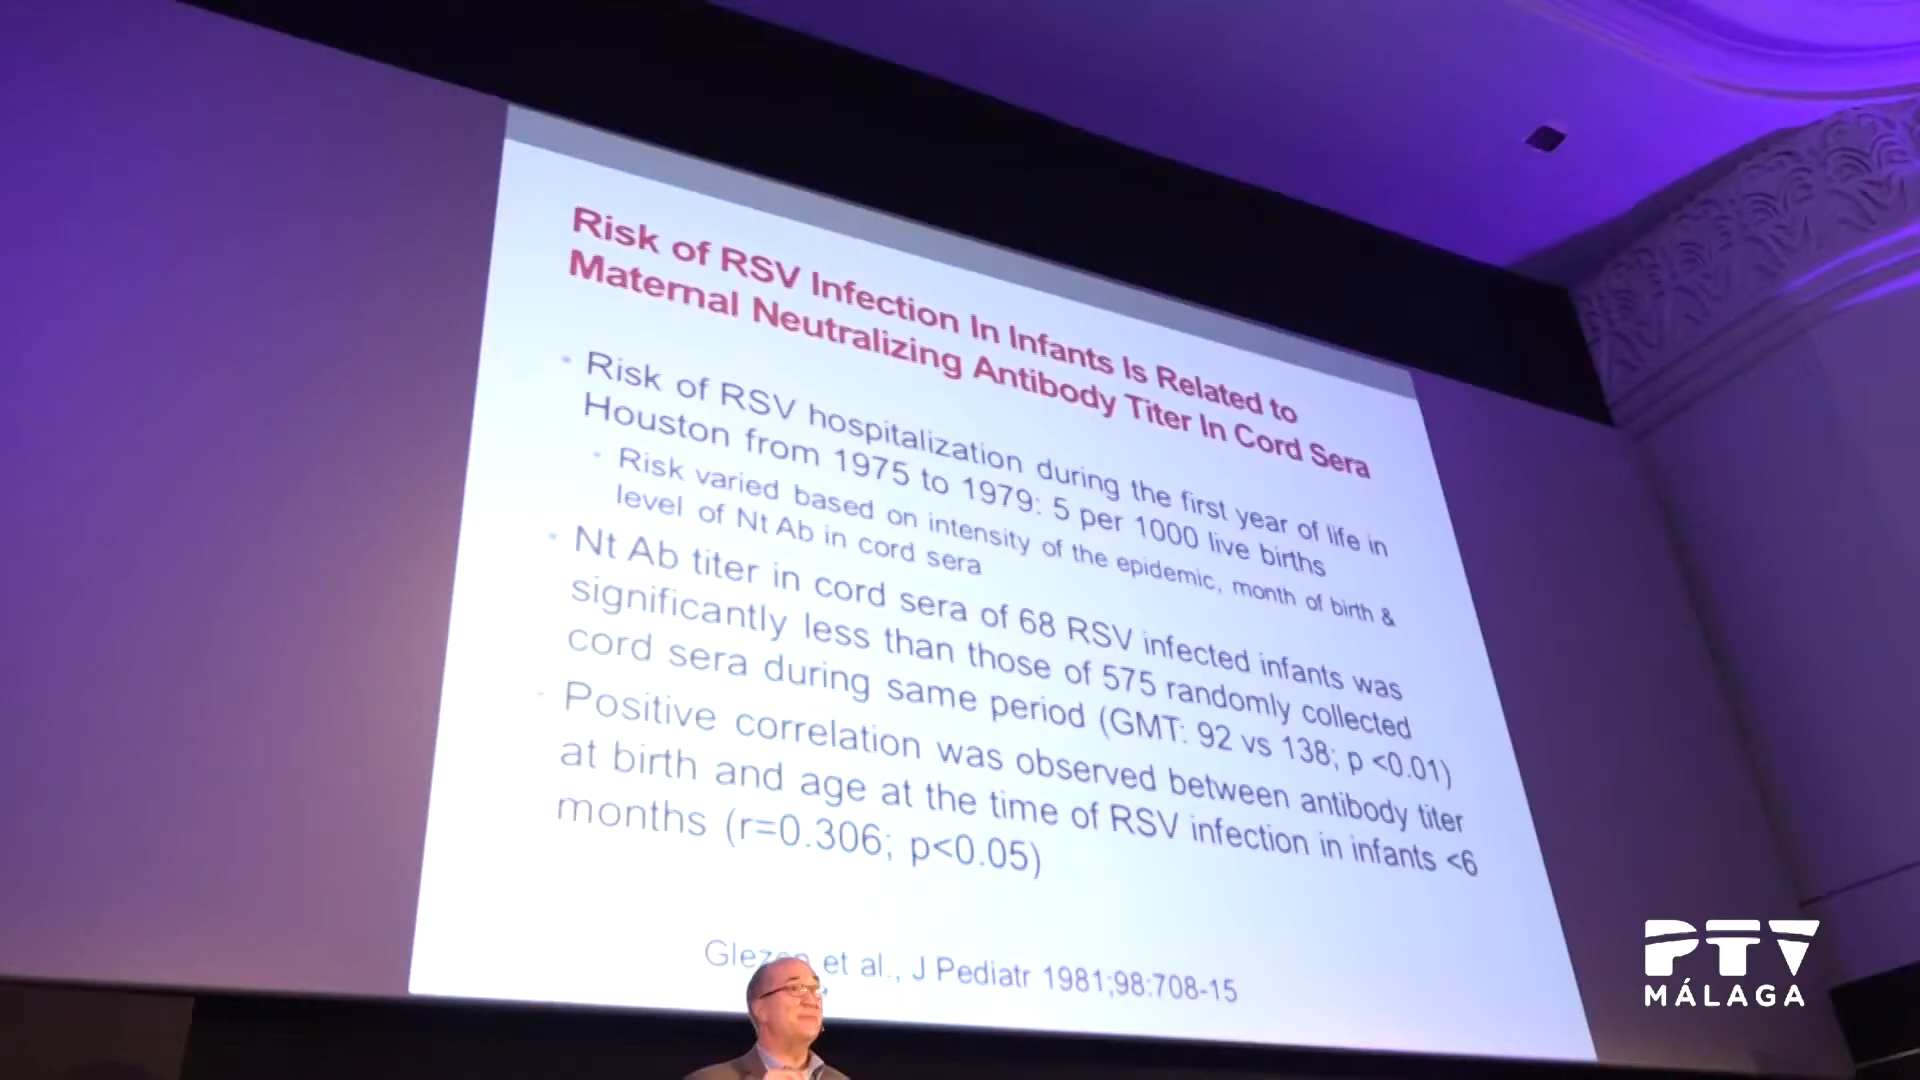 Risk of RSV Infection In Infants Is Related to
Maternal Neutralizing Antibody Titer In Cord Sera
• Risk of RSV hospitalization during the first year of life in
Houston from 1975 to 1979: 5 per 1000 live births
• Risk varied based on intensity of the epidemic, month of birth &
level of Nt Ab in cord sera
• Nt Ab titer in cord sera of 68 RSV infected infants was
significantly less than those of 575 randomly collected
cord sera during same period (GMT: 92 vs 138; p <0.01)
• Positive correlation was observed between antibody titer
at birth and age at the time of RSV infection in infants <6
months (r=0.306; p<0.05)
et al., J Pediatr 1981;98:708-15
PTV
MÁLAGA